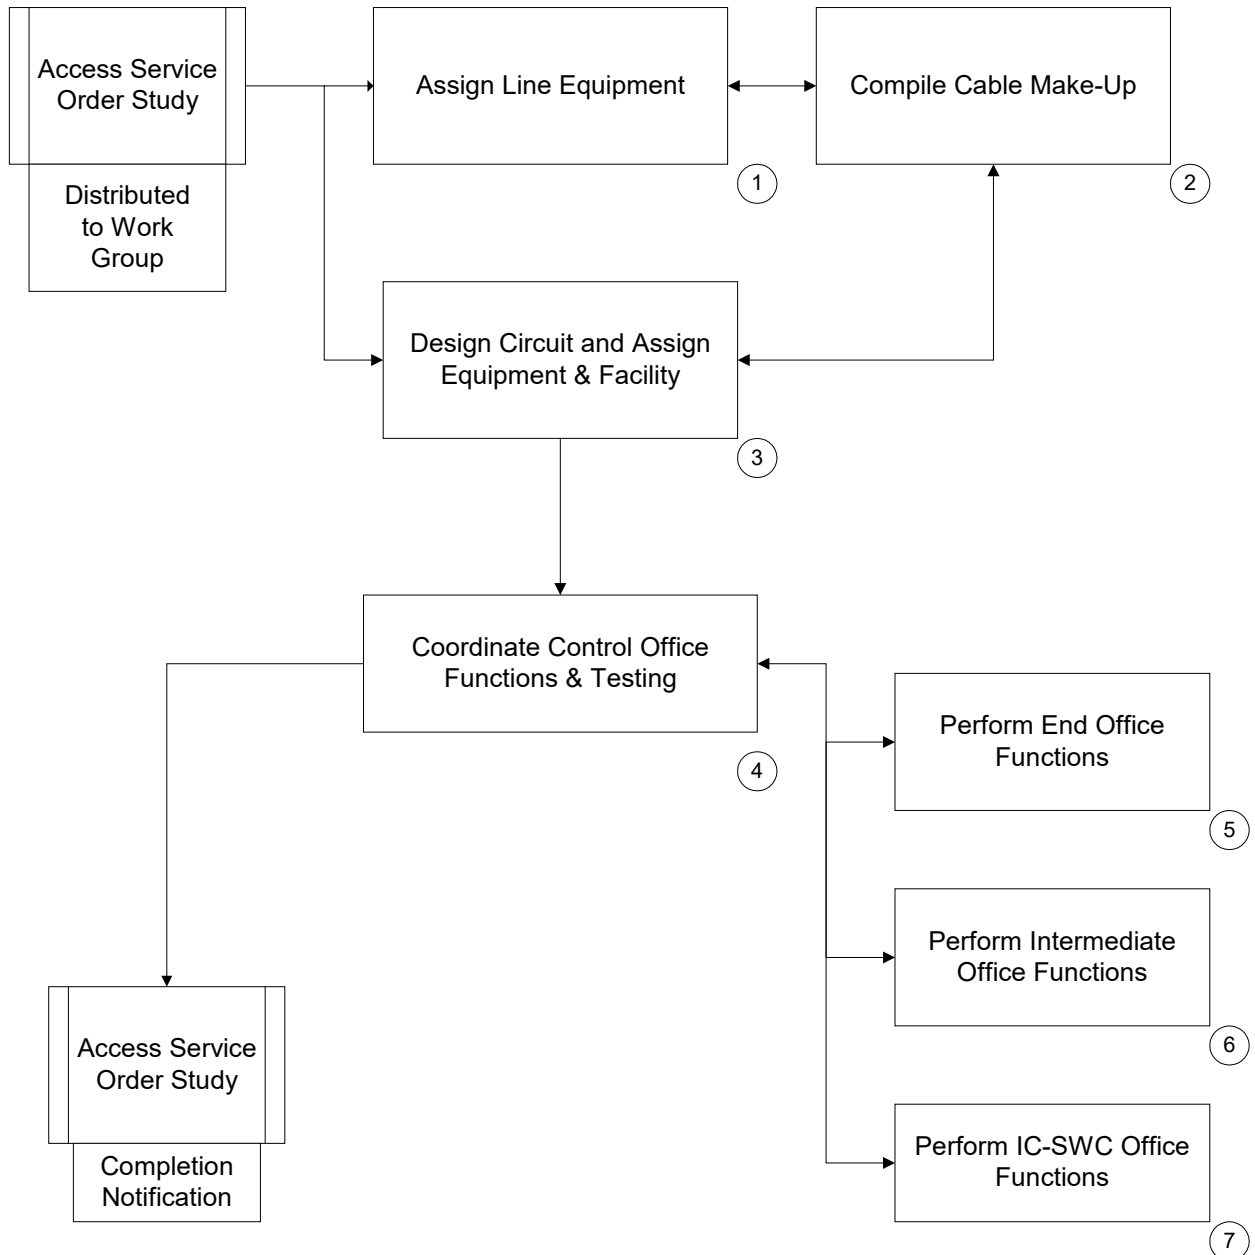 Access Service
Order Study
Distributed
to Work
Group
Assign Line Equipment
1
Compile Cable Make-Up
2
Design Circuit and Assign
Equipment & Facility
3
Coordinate Control Office
Functions & Testing
4
Perform End Office
Functions
5
Perform Intermediate
Office Functions
6
Perform IC-SWC Office
Functions
7
Access Service
Order Study
Completion
Notification